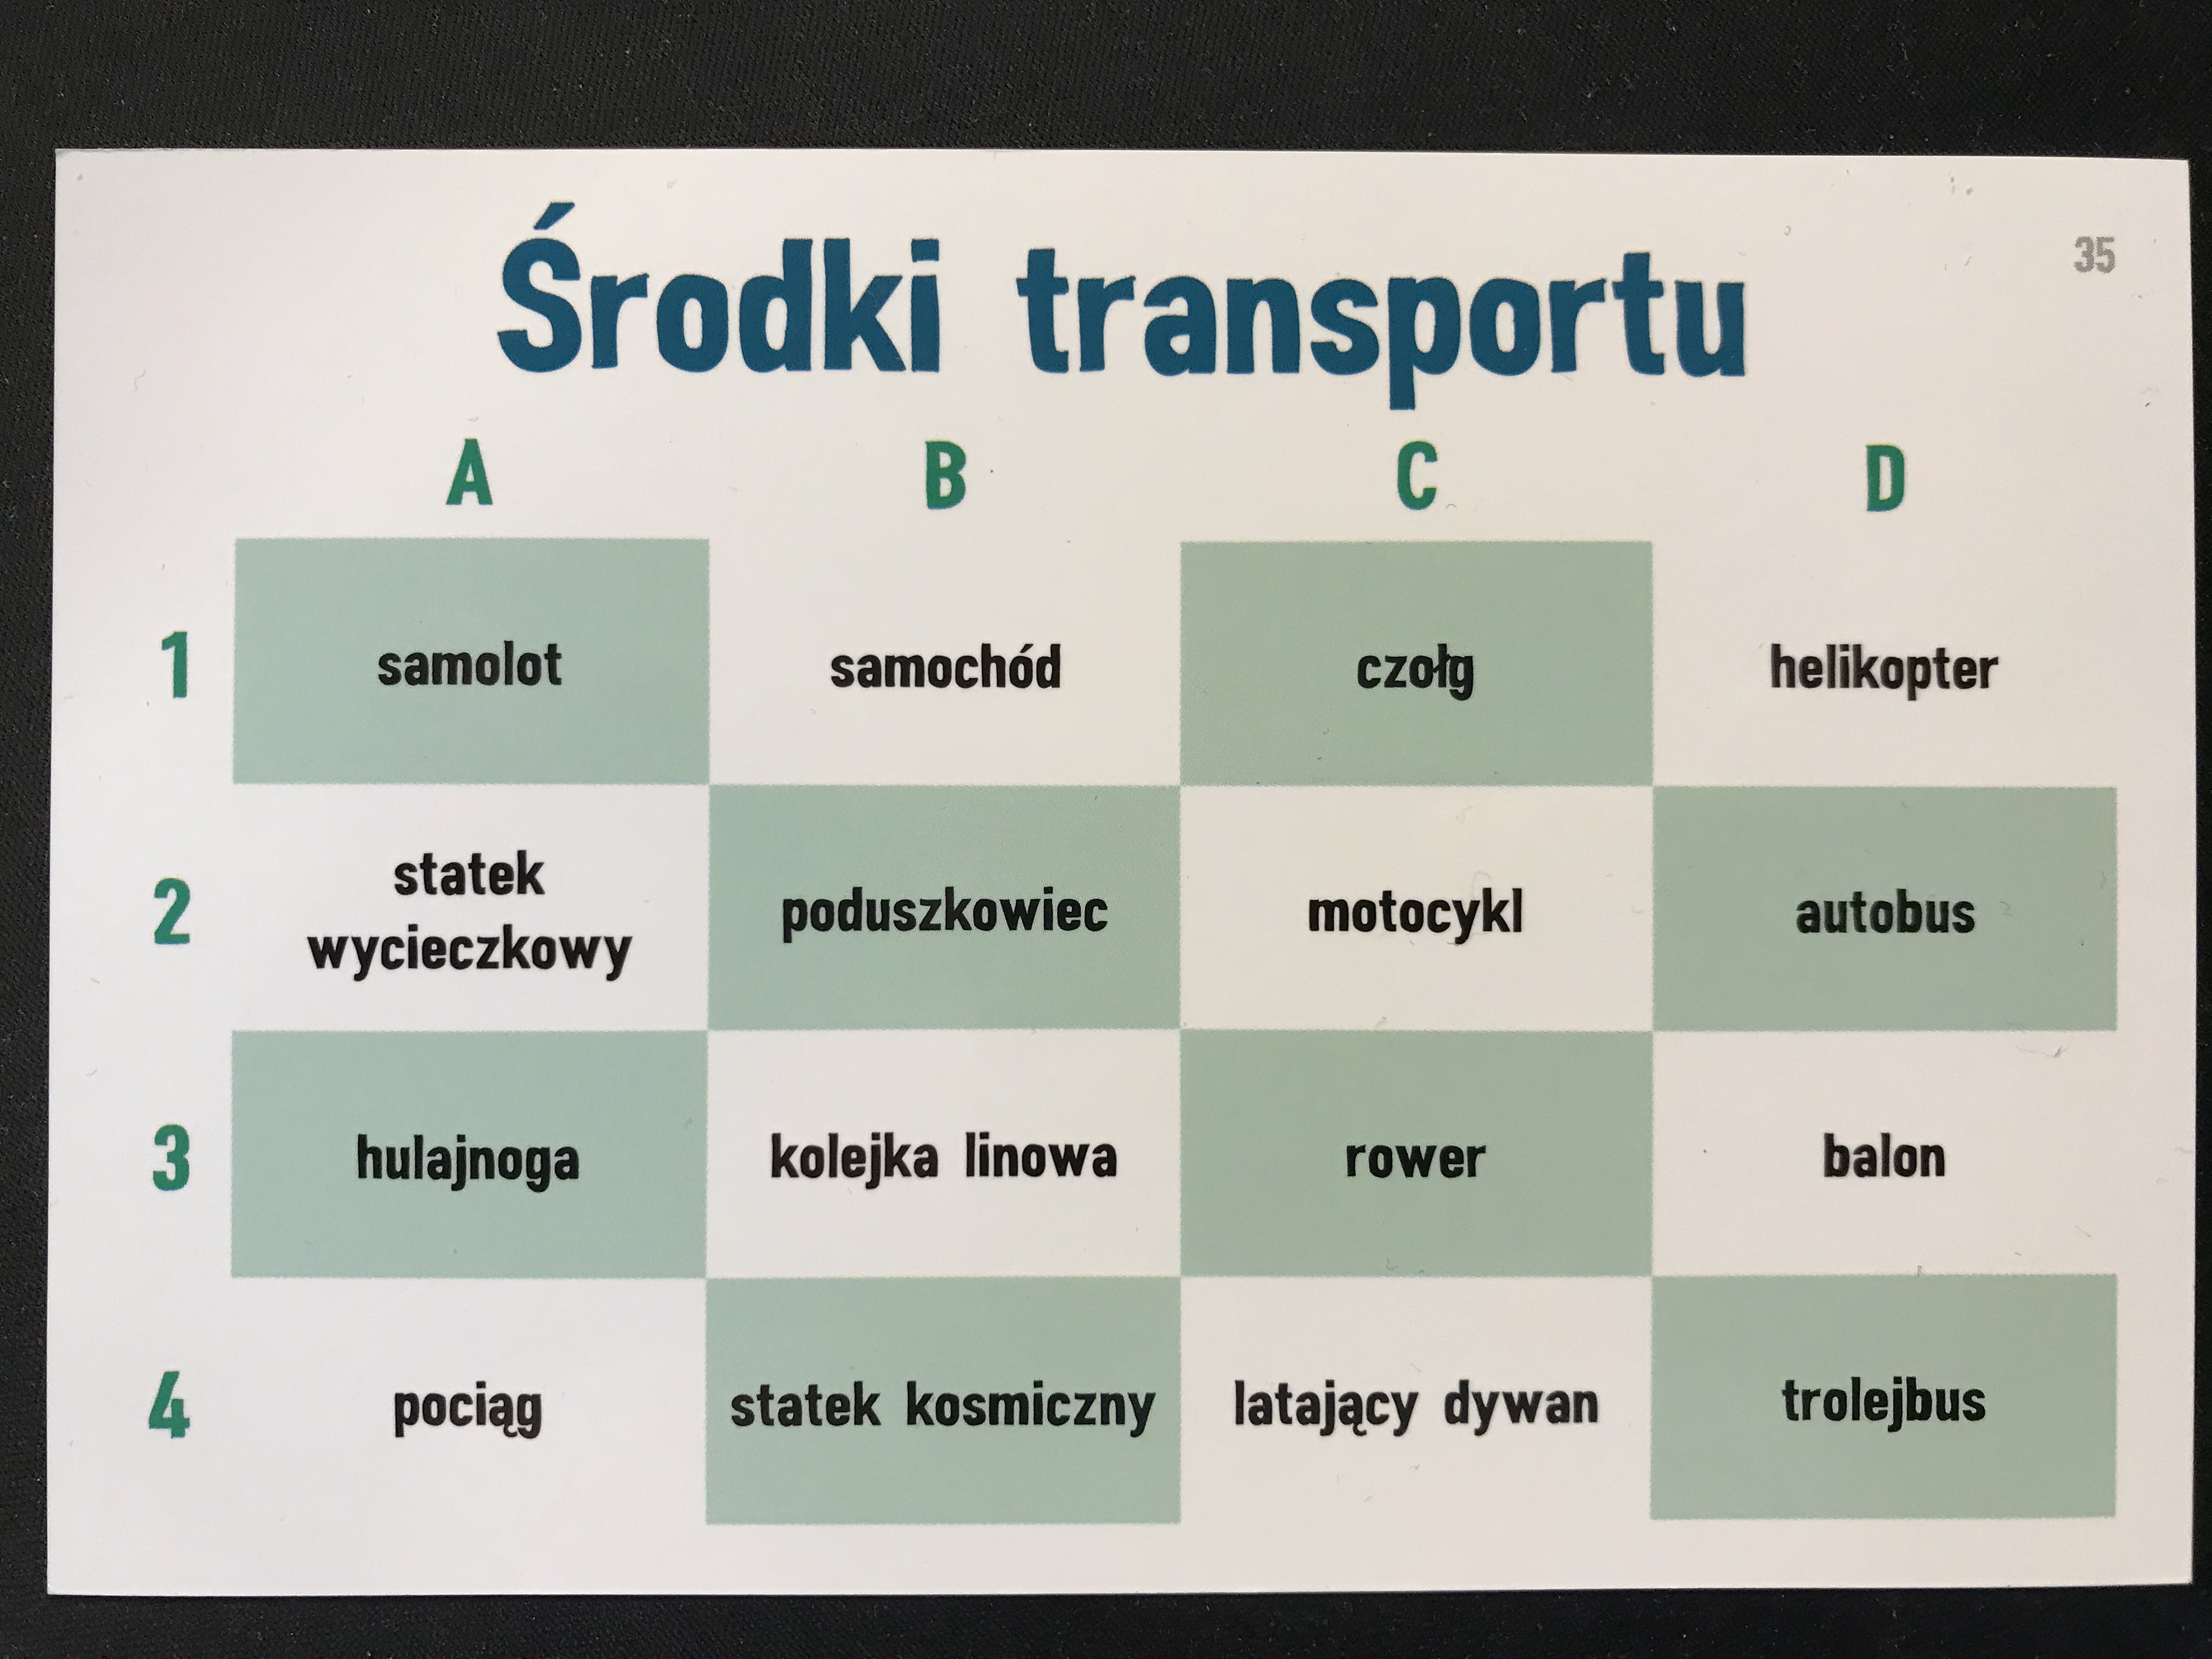 35
Środki transportu
A B C D
1 samolot samochód czołg helikopter
2 statek wycieczkowy poduszkowiec motocykl autobus
3 hulajnoga kolejka linowa rower balon
4 pociąg statek kosmiczny latający dywan trolejbus